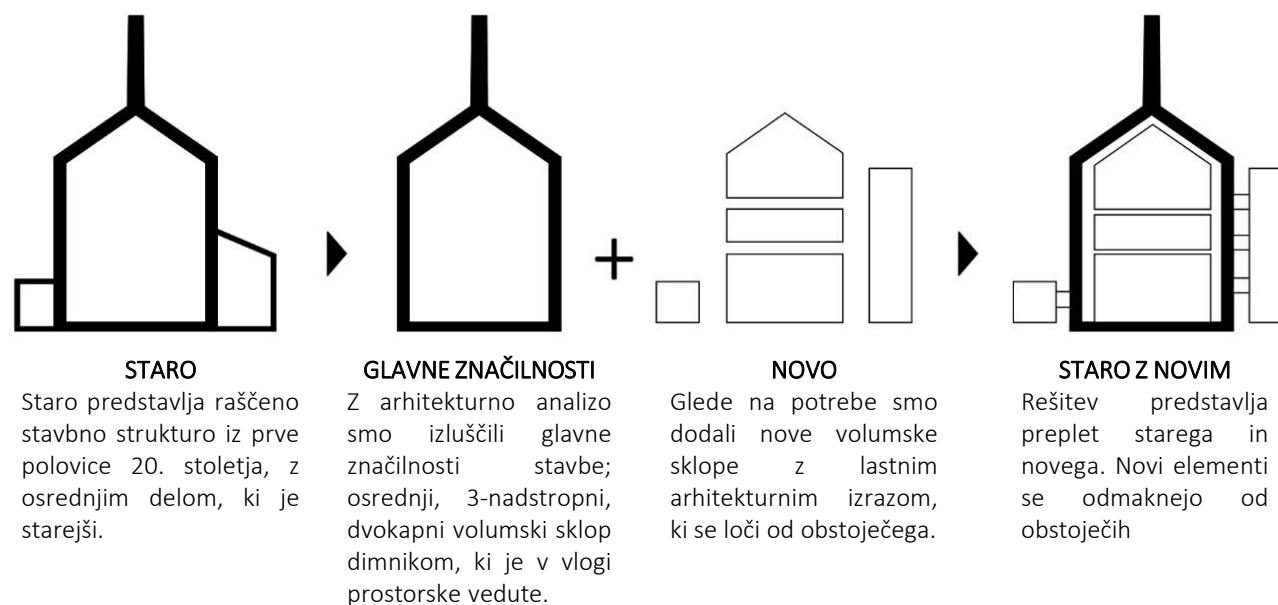 STARO
Staro predstavlja raščeno
stavbno strukturo iz prve
polovice 20. stoletja, z
osrednjim delom, ki je
starejši.
GLAVNE ZNAČILNOSTI
Z arhitekturno analizo
smo izluščili glavne
značilnosti stavbe;
osrednji, 3-nadstropni,
dvokapni volumski sklop
dimnikom, ki je v vlogi
prostorske vedute.
NOVO
Glede na potrebe smo
dodali nove volumske
sklope z lastnim
arhitekturnim izrazom,
ki se loči od obstoječega.
STARO Z NOVIM
Rešitev predstavlja
preplet starega in
novega. Novi elementi
se odmaknejo od
obstoječih